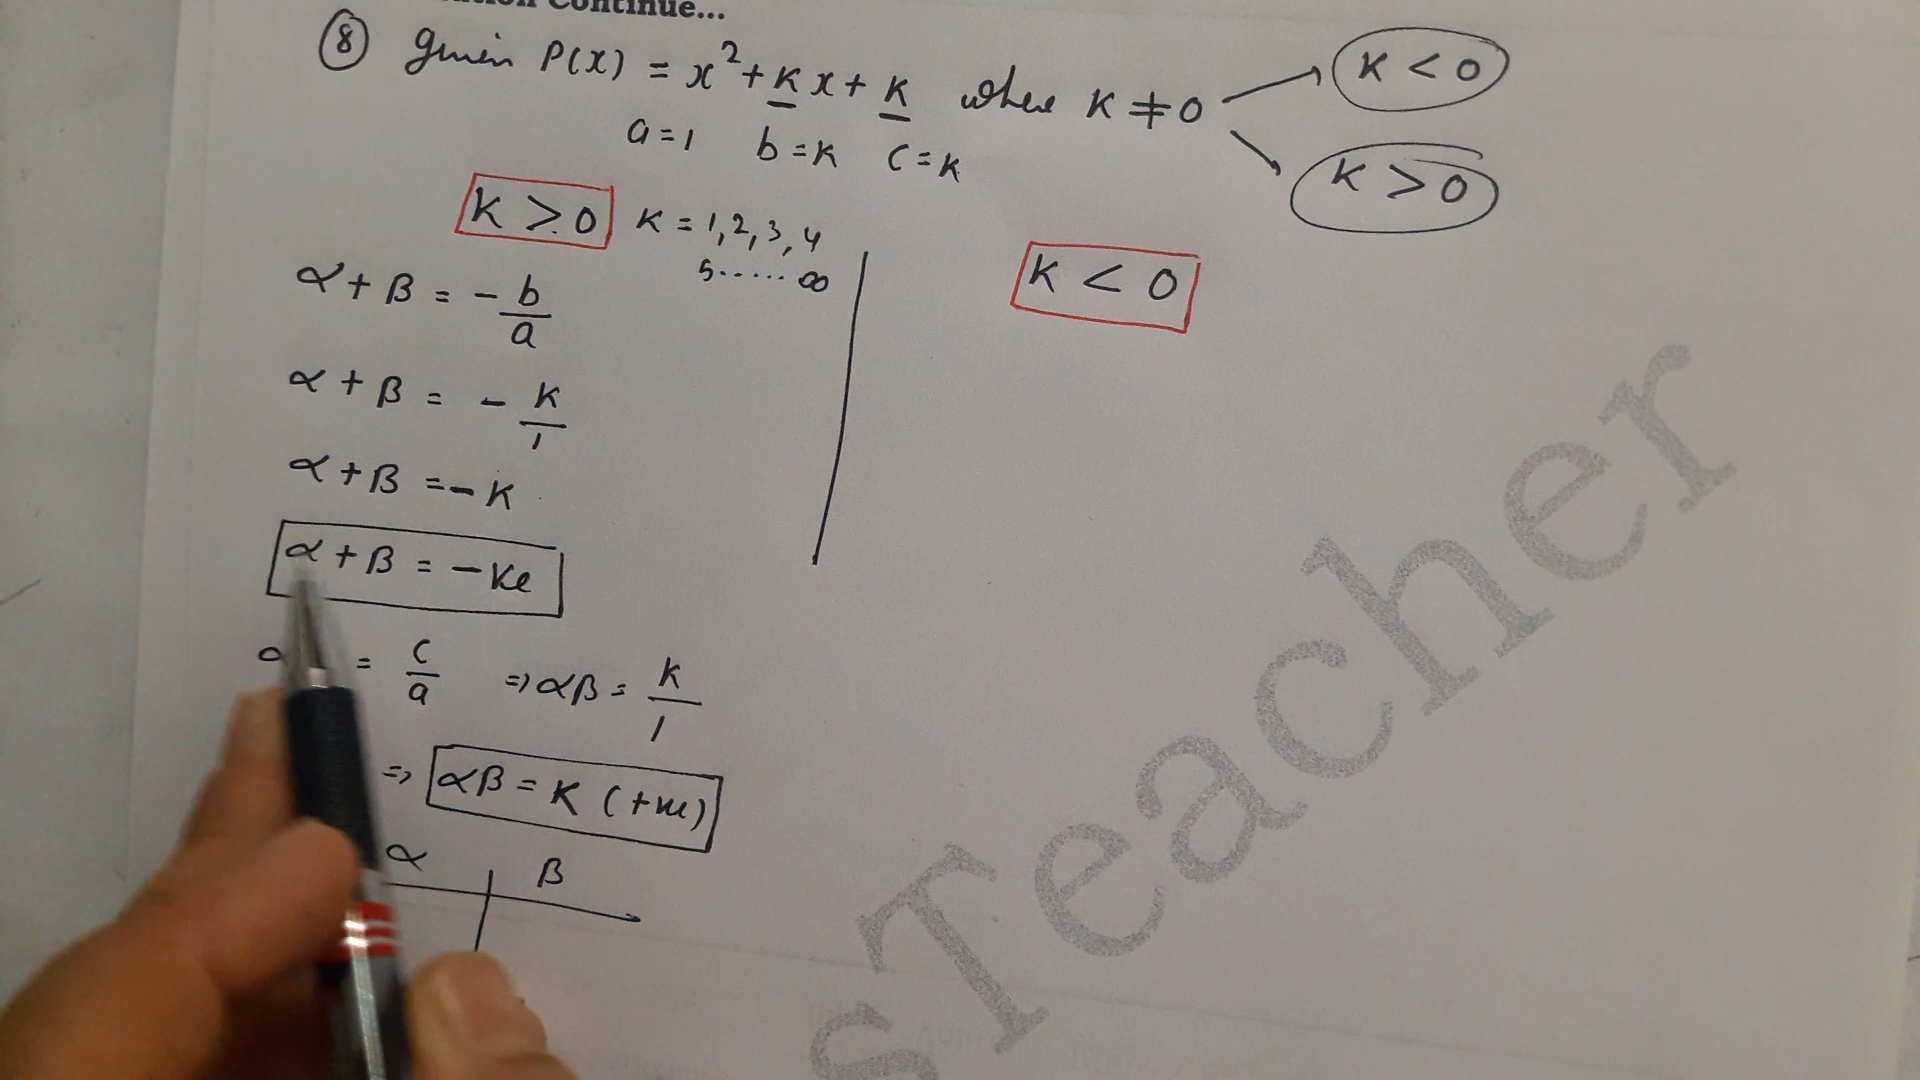 Continue...
⑧ Given P(x) = x² + K x + K where K ≠ 0
K < 0
K > 0
a = 1 b = K C = K
K > 0 K = 1, 2, 3, 4
5...... ∞
α + β = - b/a
α + β = - K/1
α + β = - K
α + β = - Ke
= c/a ⇒ αβ = K/1
⇒ αβ = K (+ve)
α β
K < 0
sTeacher